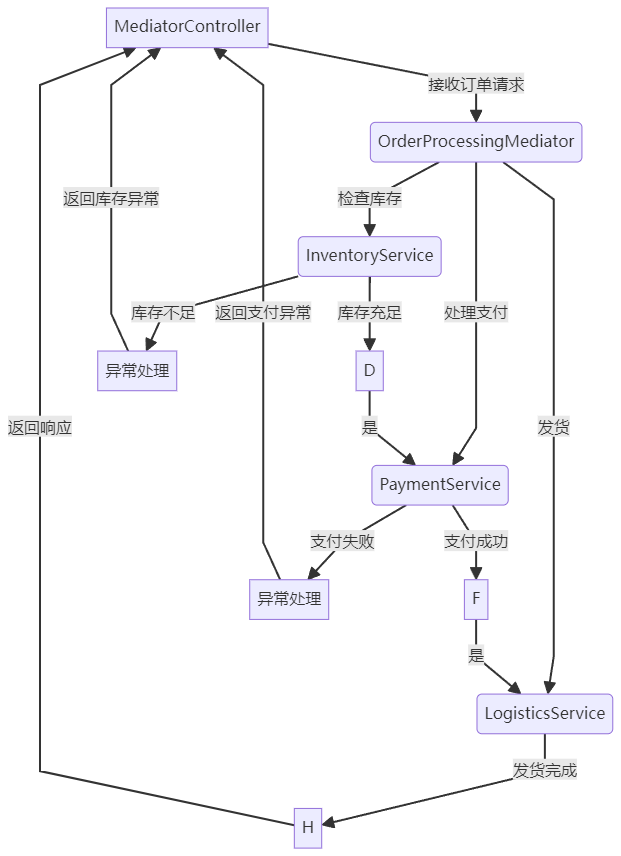 MediatorController
接收订单请求
OrderProcessingMediator
返回库存异常
检查库存
InventoryService
库存不足
返回支付异常
库存充足
处理支付
异常处理
D
返回响应
是
发货
PaymentService
支付失败
支付成功
异常处理
F
是
LogisticsService
发货完成
H